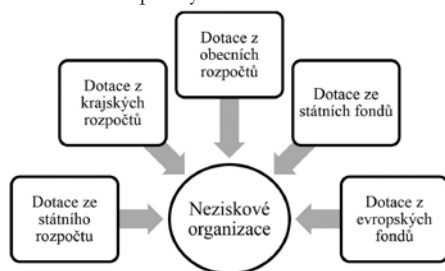 Dotace z
obecních
rozpočtů
Dotace z
krajských
rozpočtů
Dotace ze
státních fondů
Dotace ze
státního
rozpočtu
Neziskové
organizace
Dotace z
evropských
fondů